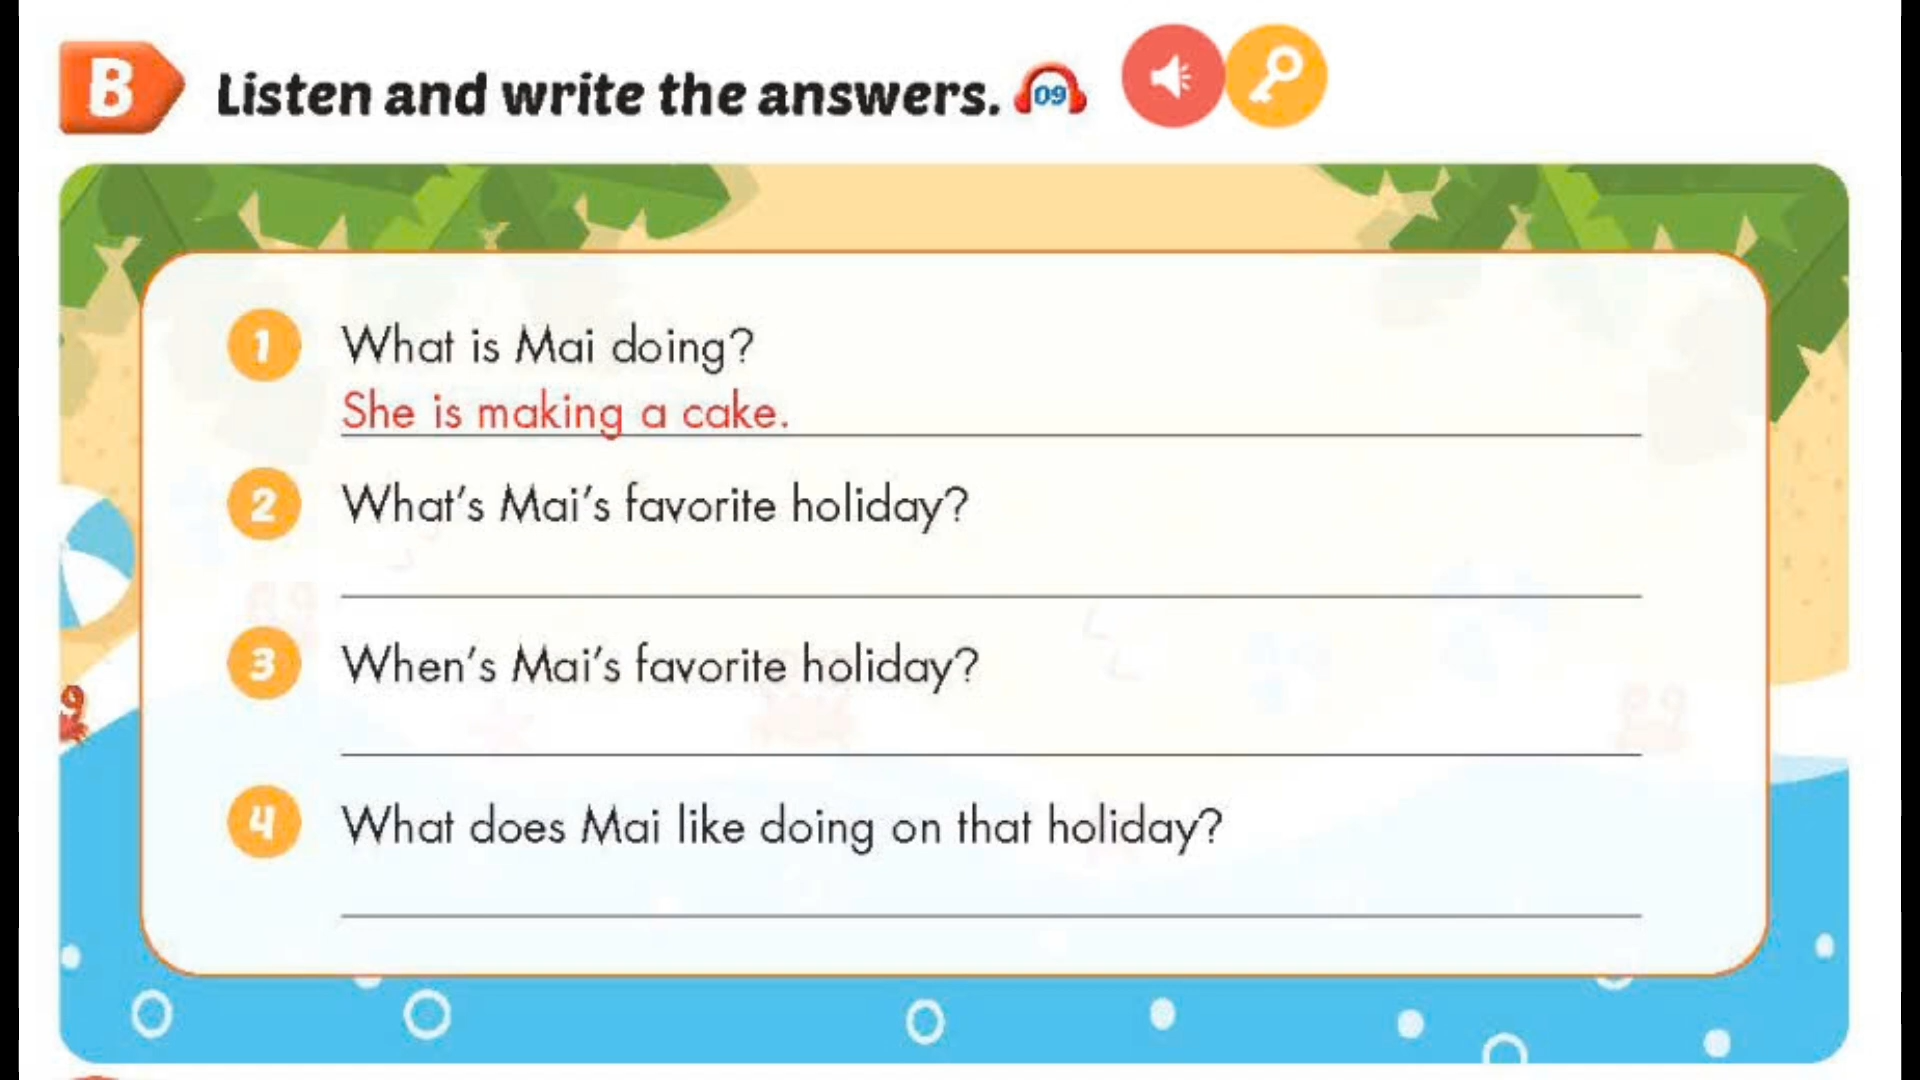 B Listen and write the answers. 09
1 What is Mai doing?
She is making a cake.
2 What's Mai's favorite holiday?
3 When's Mai's favorite holiday?
4 What does Mai like doing on that holiday?